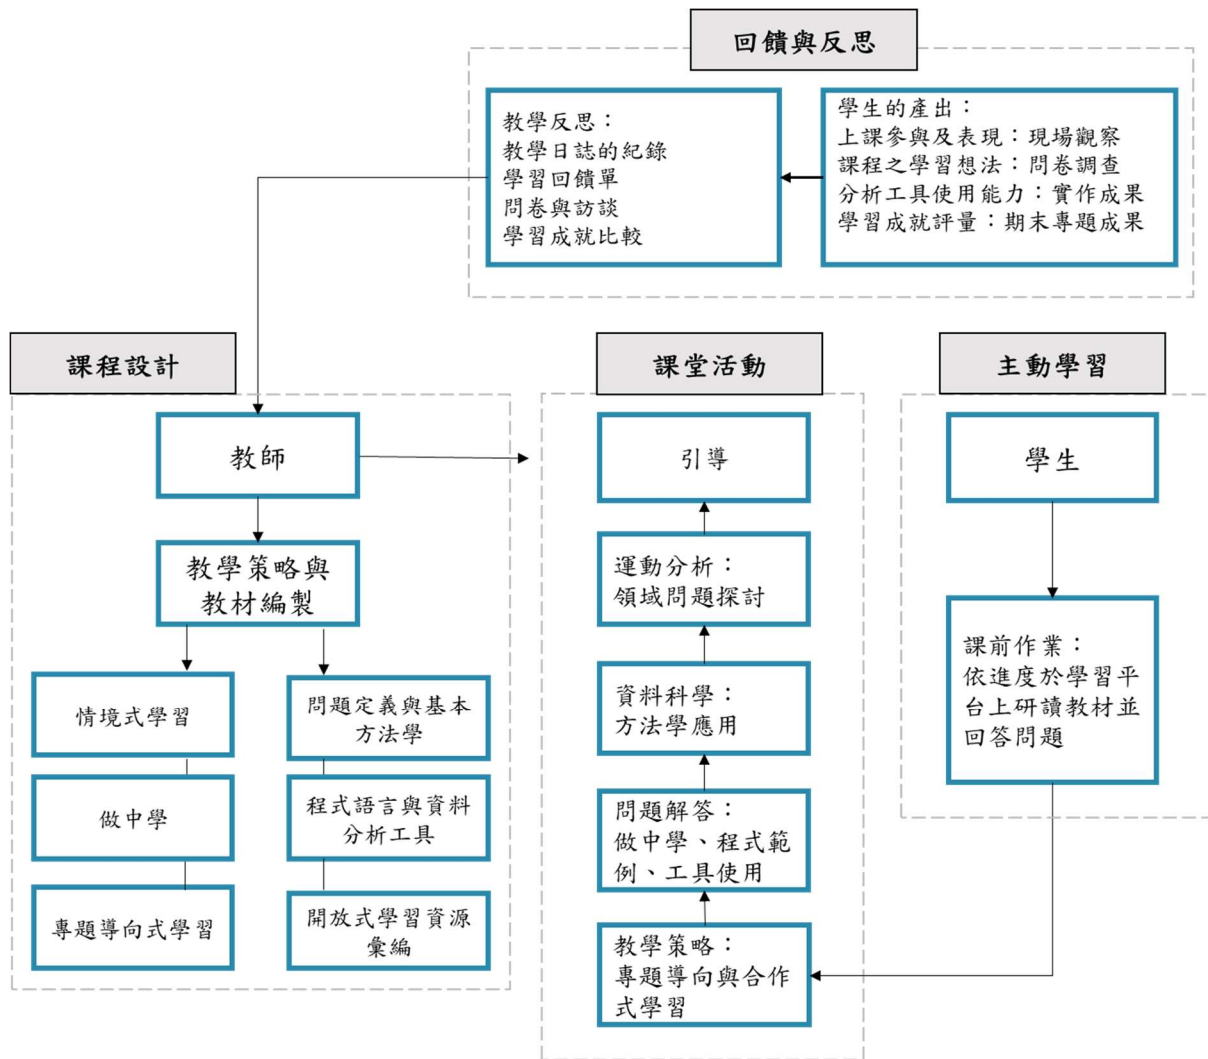 回饋與反思
教學反思：
教學日誌的紀錄
學習回饋單
問卷與訪談
學習成就比較
學生的產出：
上課參與及表現：現場觀察
課程之學習想法：問卷調查
分析工具使用能力：實作成果
學習成就評量：期末專題成果
課程設計
教師
教學策略與
教材編製
情境式學習
做中學
專題導向式學習
問題定義與基本
方法學
程式語言與資料
分析工具
開放式學習資源
彙編
課堂活動
引導
運動分析：
領域問題探討
資料科學：
方法學應用
問題解答：
做中學、程式範
例、工具使用
教學策略：
專題導向與合作
式學習
主動學習
學生
課前作業：
依進度於學習平
台上研讀教材並
回答問題